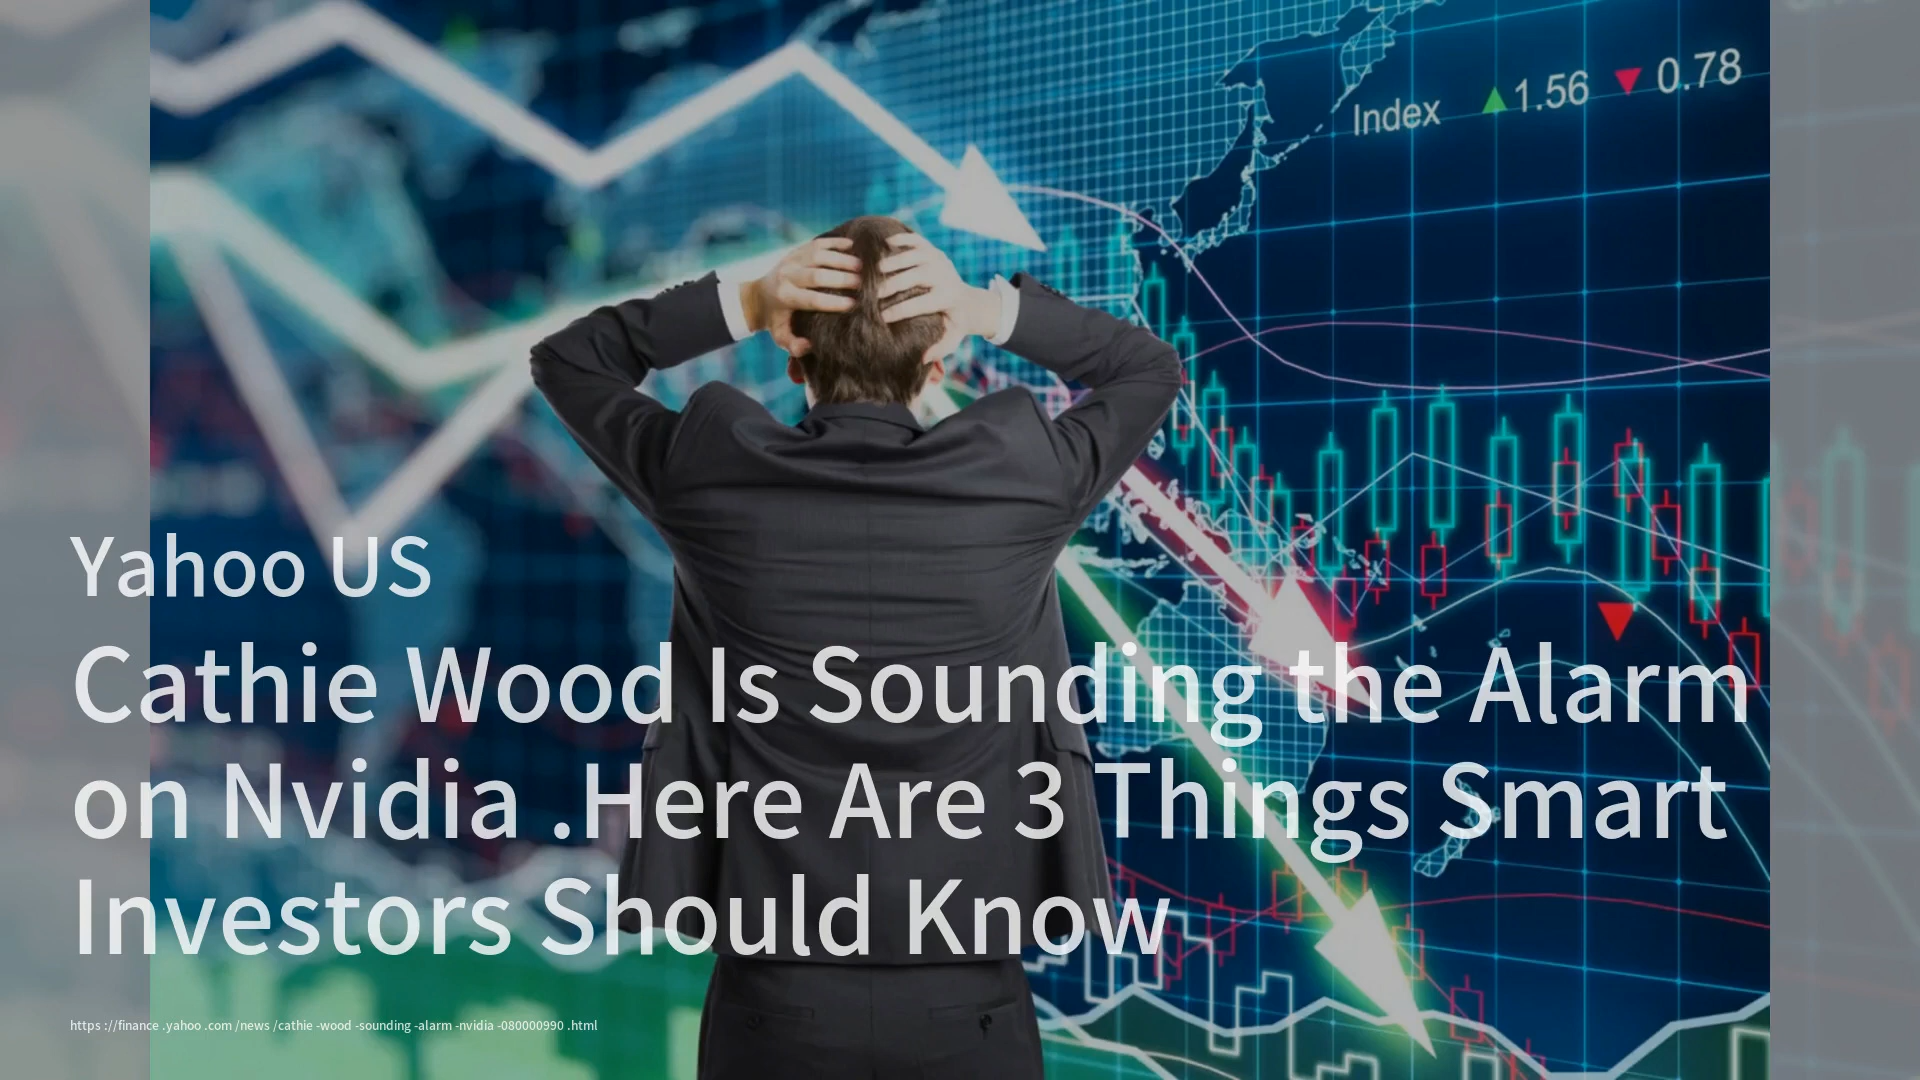 Index ▲1.56 ▼0.78
Yahoo US
Cathie Wood Is Sounding the Alarm
on Nvidia .Here Are 3 Things Smart
Investors Should Know
https ://finance .yahoo .com /news /cathie -wood -sounding -alarm -nvidia -080000990 .html